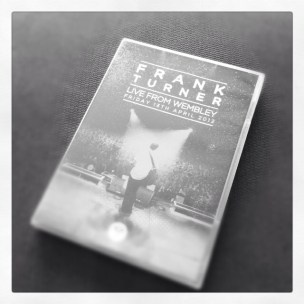 FRANK
TURNER
LIVE FROM WEMBLEY
FRIDAY 13TH APRIL 2012